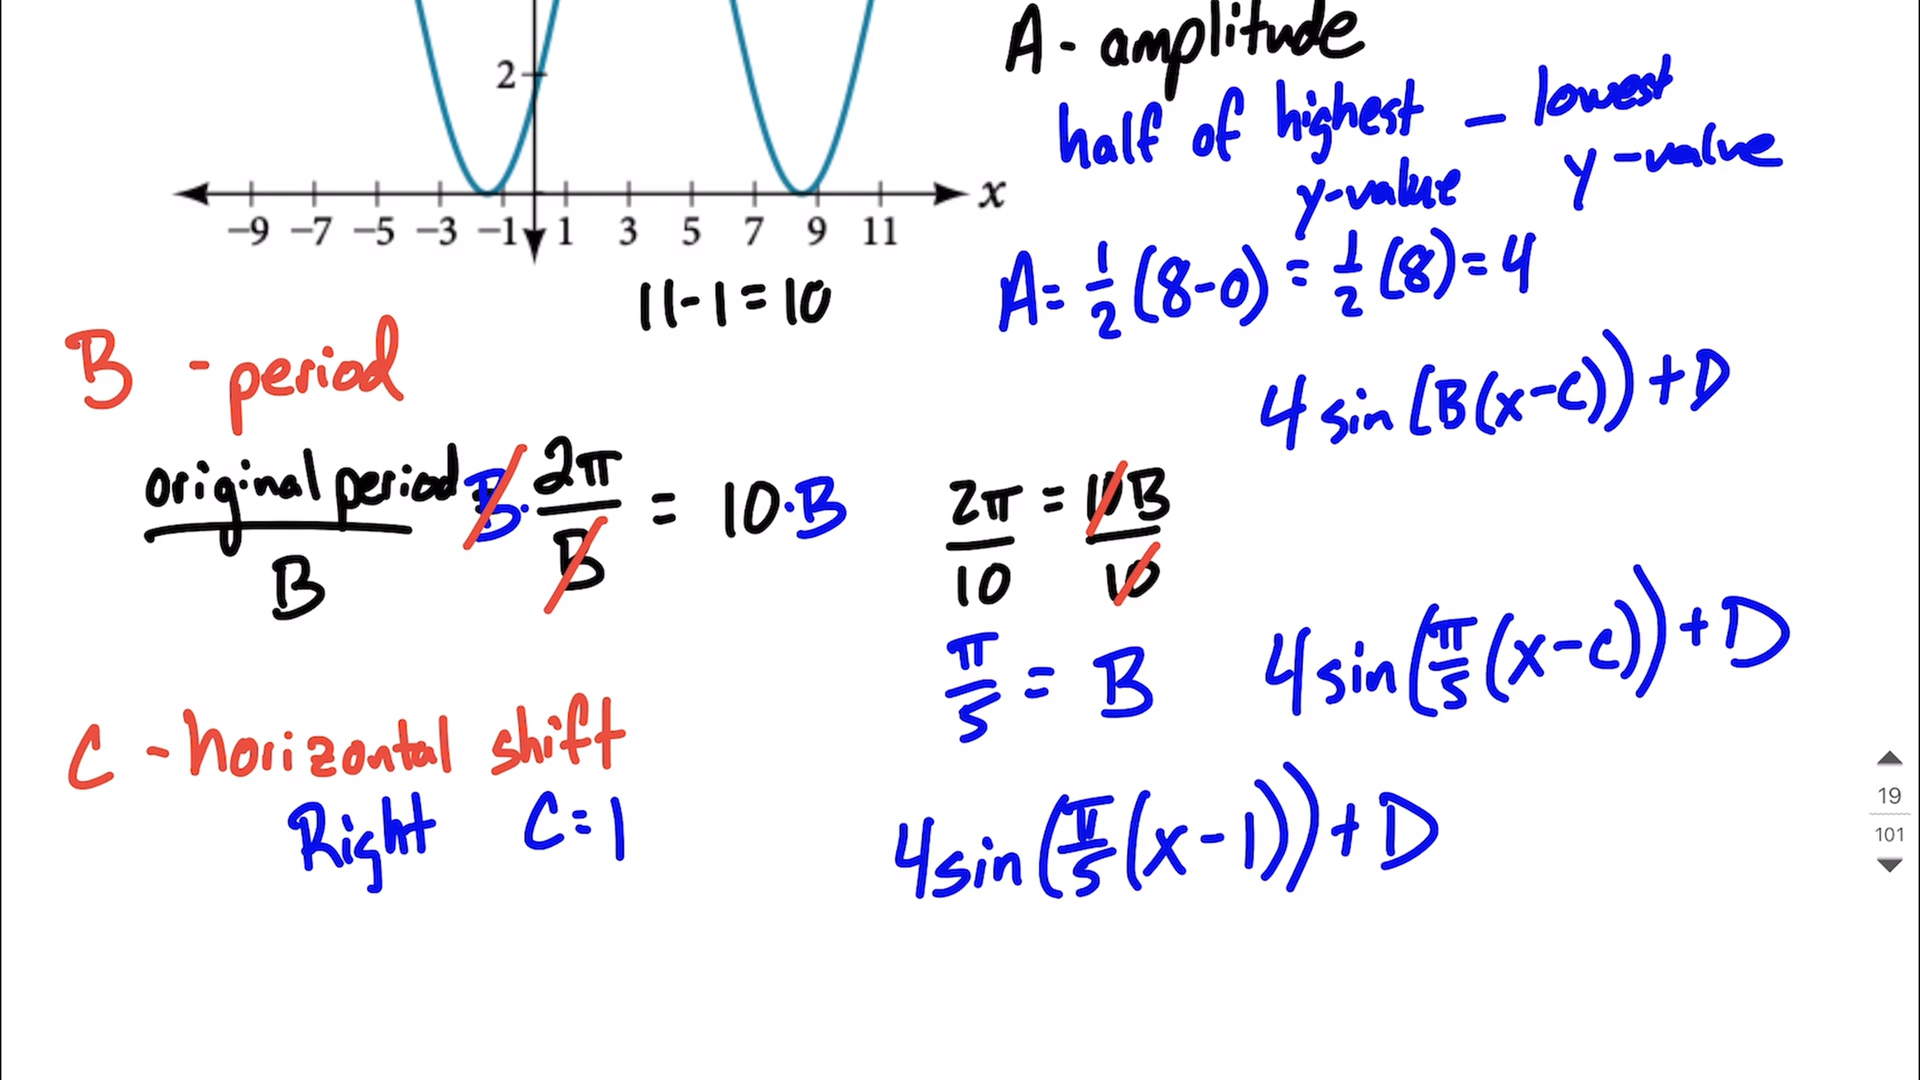 A - amplitude
half of highest - lowest
y-value y-value
2
x
-9 -7 -5 -3 -1 1 3 5 7 9 11
A = 1/2 (8-0) = 1/2 (8) = 4
11-1=10
B - period
4 sin (B(x-C)) + D
original period / B = B · 2π/B = 10·B
2π/10 = 10B/10
π/5 = B
4 sin (π/5 (x-C)) + D
C - horizontal shift
Right C=1
4 sin (π/5 (x-1)) + D
19
101